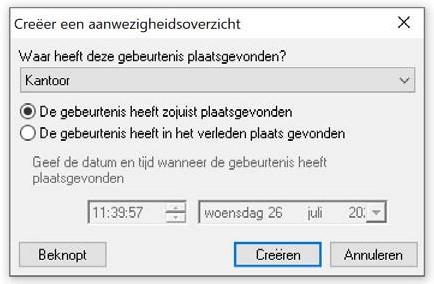 Creëer een aanwezigheidsoverzicht
Waar heeft deze gebeurtenis plaatsgevonden?
Kantoor
De gebeurtenis heeft zojuist plaatsgevonden
De gebeurtenis heeft in het verleden plaats gevonden
Geef de datum en tijd wanneer de gebeurtenis heeft
plaatsgevonden
11:39:57
woensdag 26 juli
Beknopt
Creëren
Annuleren